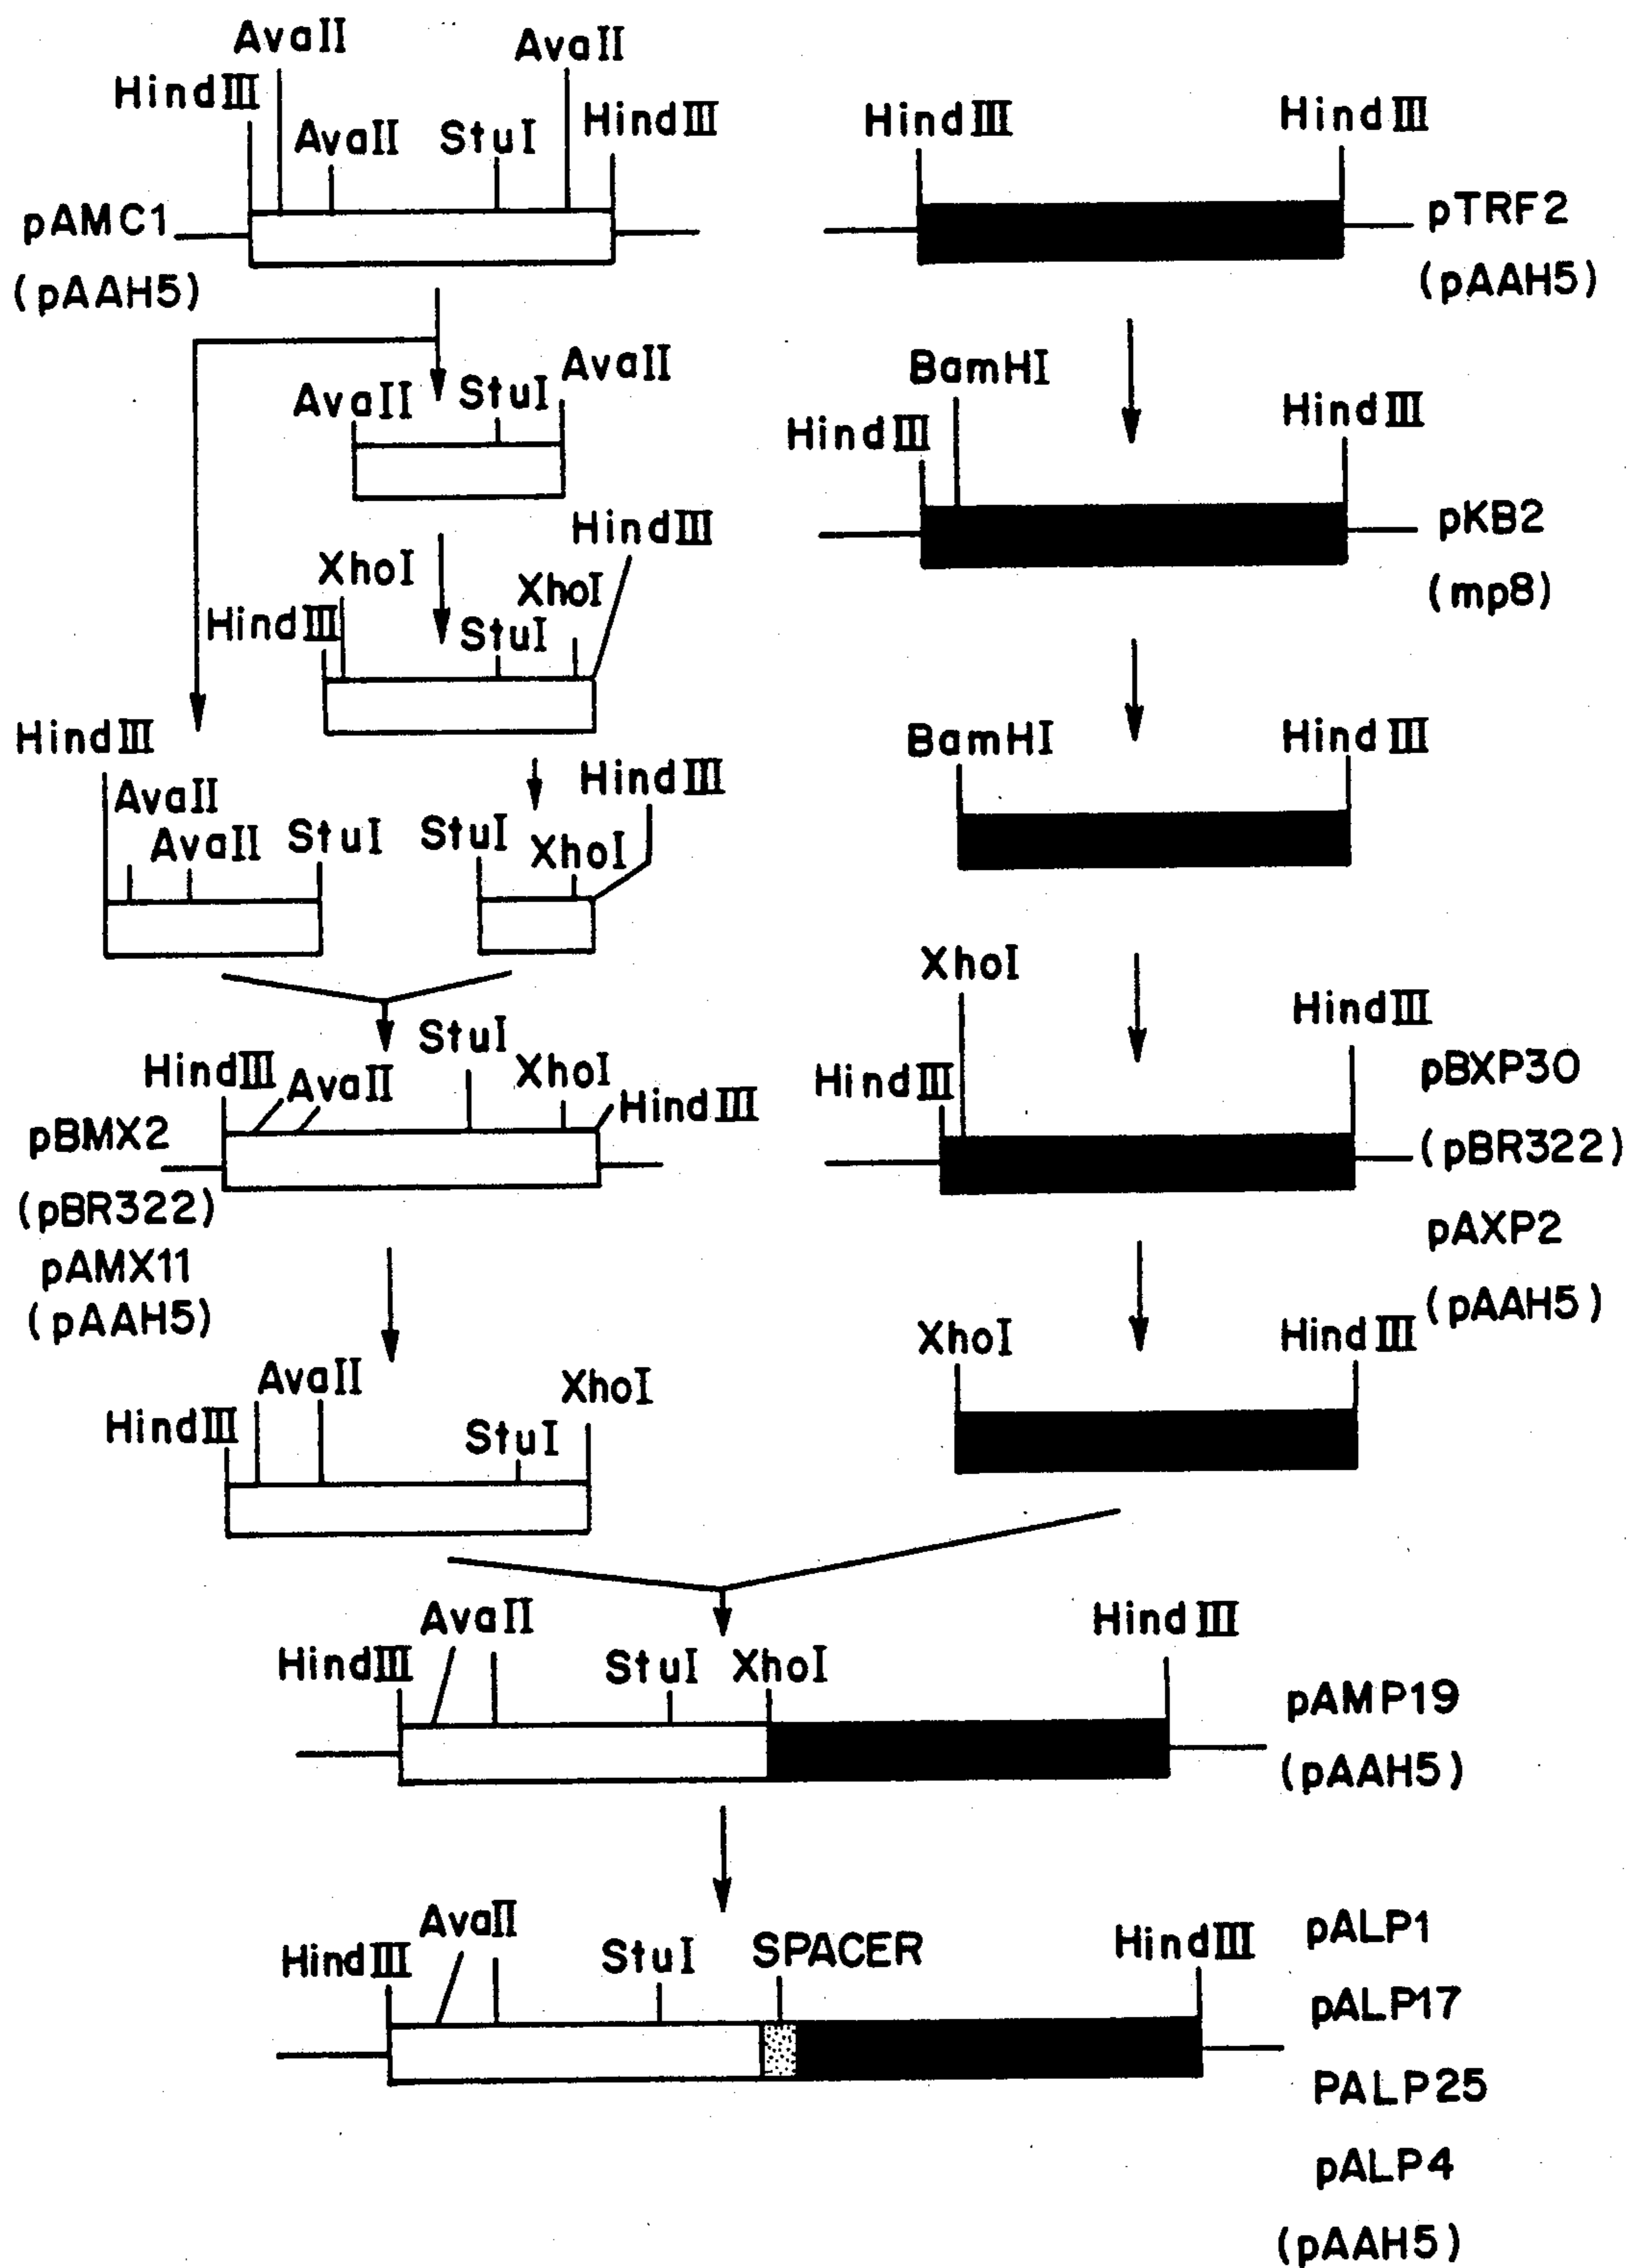 AvaII
AvaII
HindIII
AvaII
StuI
HindIII
pAMC1
(pAAH5)
HindIII
HindIII
pTRF2
(pAAH5)
AvaII
StuI
AvaII
BamHI
HindIII
HindIII
pKB2
(mp8)
HindIII
XhoI
XhoI
HindIII
StuI
HindIII
AvaII
AvaII
StuI
StuI
XhoI
HindIII
BamHI
HindIII
StuI
HindIII
AvaII
XhoI
HindIII
pBMX2
(pBR322)
pAMX11
(pAAH5)
XhoI
HindIII
HindIII
pBXP30
(pBR322)
pAXP2
(pAAH5)
AvaII
XhoI
HindIII
StuI
XhoI
HindIII
AvaII
HindIII
HindIII
StuI
XhoI
pAMP19
(pAAH5)
AvaII
HindIII
StuI
SPACER
HindIII
pALP1
pALP17
PALP25
pALP4
(pAAH5)